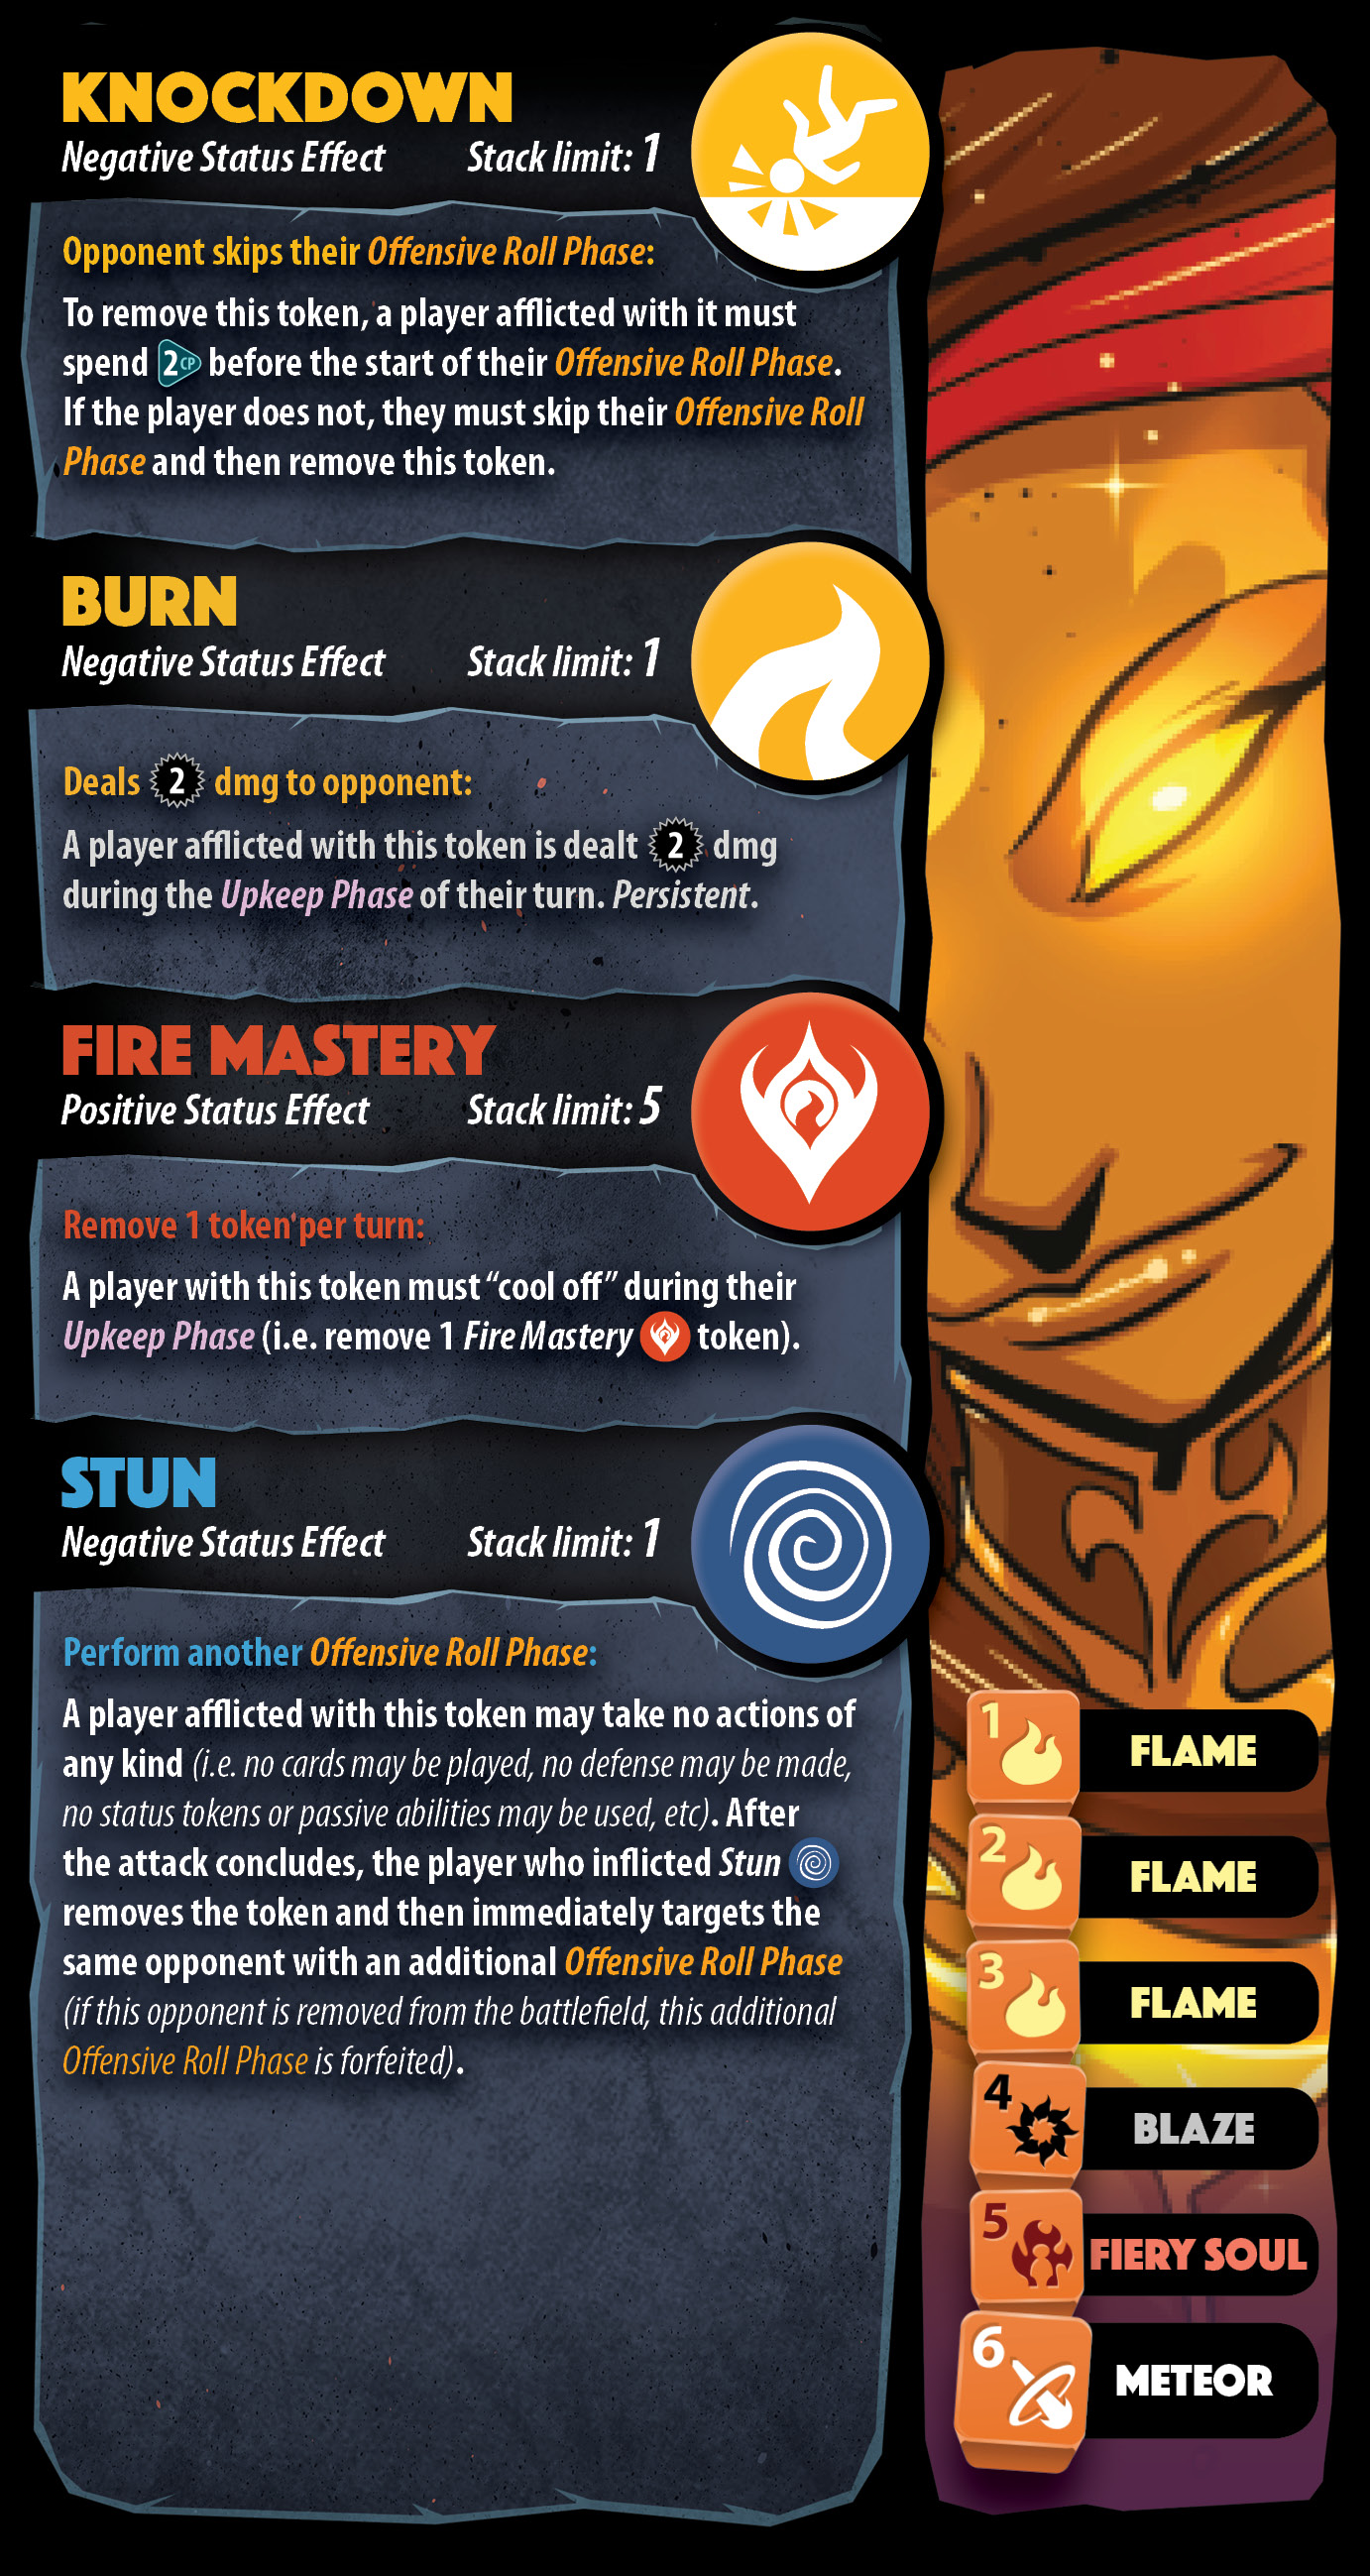 KNOCKDOWN
Negative Status Effect Stack limit: 1
Opponent skips their Offensive Roll Phase:
To remove this token, a player afflicted with it must
spend 2CP before the start of their Offensive Roll Phase.
If the player does not, they must skip their Offensive Roll
Phase and then remove this token.
BURN
Negative Status Effect Stack limit: 1
Deals 2 dmg to opponent:
A player afflicted with this token is dealt 2 dmg
during the Upkeep Phase of their turn. Persistent.
FIRE MASTERY
Positive Status Effect Stack limit: 5
Remove 1 token per turn:
A player with this token must “cool off” during their
Upkeep Phase (i.e. remove 1 Fire Mastery token).
STUN
Negative Status Effect Stack limit: 1
Perform another Offensive Roll Phase:
A player afflicted with this token may take no actions of
any kind (i.e. no cards may be played, no defense may be made,
no status tokens or passive abilities may be used, etc). After
the attack concludes, the player who inflicted Stun
removes the token and then immediately targets the
same opponent with an additional Offensive Roll Phase
(if this opponent is removed from the battlefield, this additional
Offensive Roll Phase is forfeited).
1 FLAME
2 FLAME
3 FLAME
4 BLAZE
5 FIERY SOUL
6 METEOR